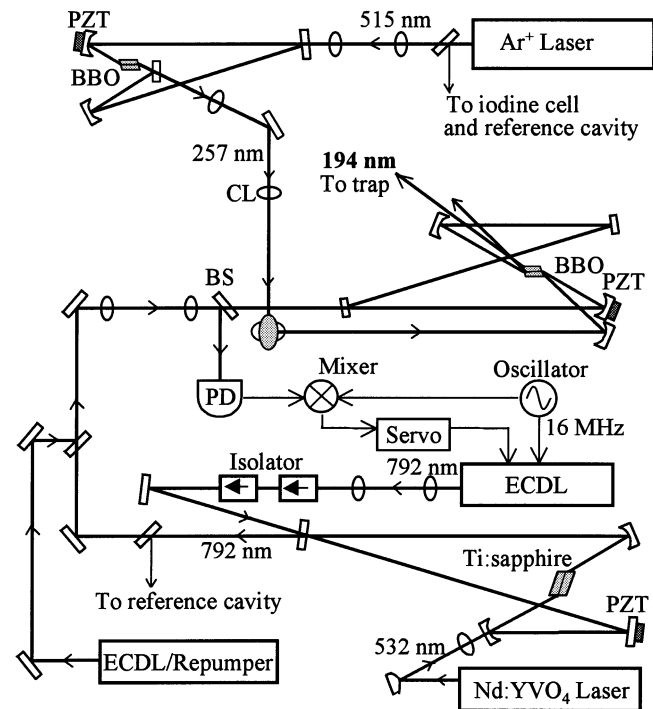 PZT
515 nm
Ar+ Laser
BBO
To iodine cell
and reference cavity
257 nm
194 nm
To trap
CL
BBO
PZT
BS
Mixer
Oscillator
PD
16 MHz
Servo
Isolator
792 nm
ECDL
792 nm
Ti:sapphire
To reference cavity
PZT
532 nm
ECDL/Repumper
Nd:YVO4 Laser